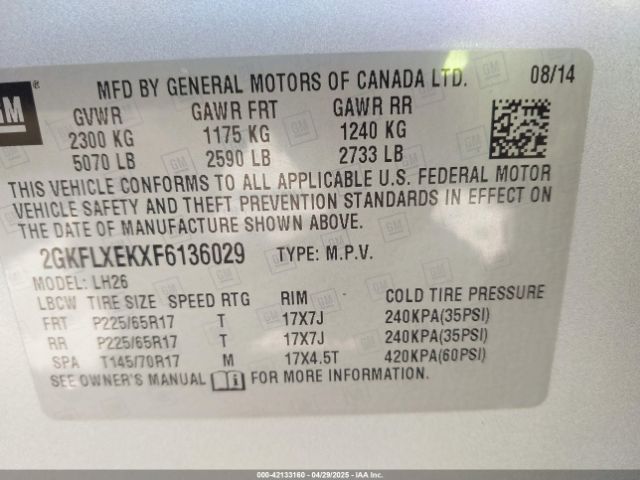 GM ®
MFD BY GENERAL MOTORS OF CANADA LTD. 08/14
GVWR GAWR FRT GAWR RR
2300 KG 1175 KG 1240 KG
5070 LB 2590 LB 2733 LB
THIS VEHICLE CONFORMS TO ALL APPLICABLE U.S. FEDERAL MOTOR
VEHICLE SAFETY AND THEFT PREVENTION STANDARDS IN EFFECT ON
THE DATE OF MANUFACTURE SHOWN ABOVE.
2GKFLXEKXF6136029 TYPE: M.P.V.
MODEL: LH26
LBCW TIRE SIZE SPEED RTG RIM COLD TIRE PRESSURE
FRT P225/65R17 T 17X7J 240KPA(35PSI)
RR P225/65R17 T 17X7J 240KPA(35PSI)
SPA T145/70R17 M 17X4.5T 420KPA(60PSI)
SEE OWNER'S MANUAL FOR MORE INFORMATION.
000-42133160 - 04/29/2025 - IAAI